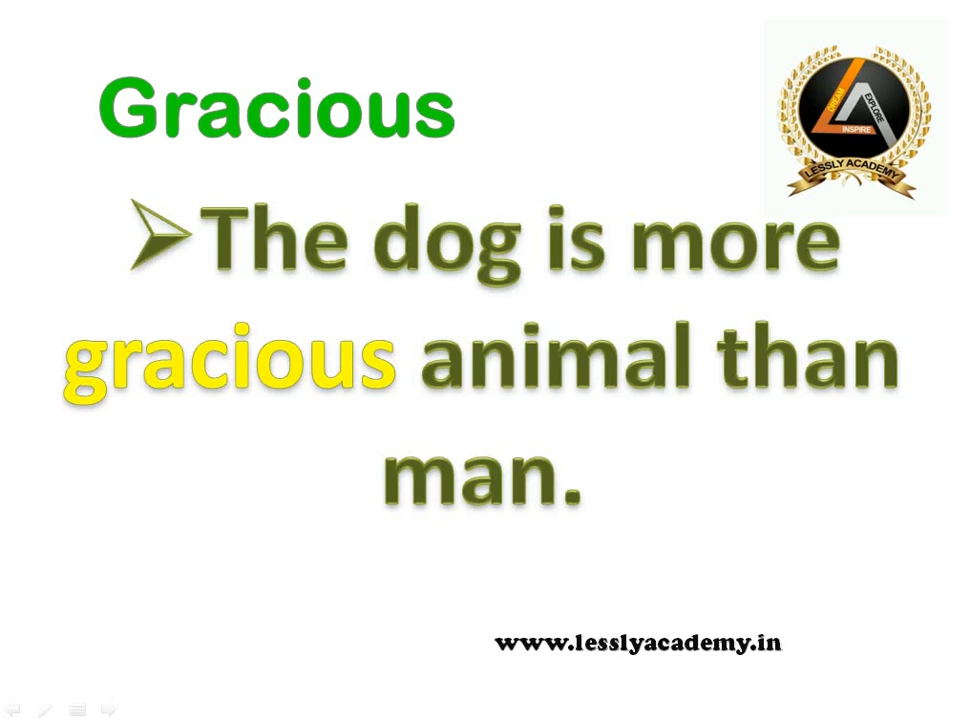 Gracious
DREAM
EXPLORE
INSPIRE
LESSLY ACADEMY
The dog is more
gracious animal than
man.
www.lesslyacademy.in